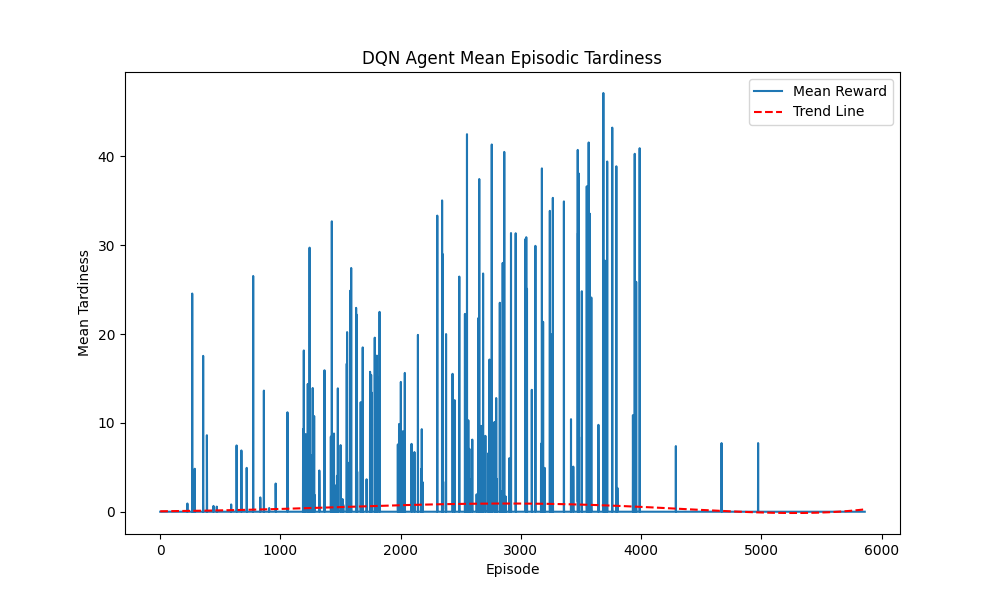 DQN Agent Mean Episodic Tardiness
Mean Reward
Trend Line
Mean Tardiness
40
30
20
10
0
0 1000 2000 3000 4000 5000 6000
Episode